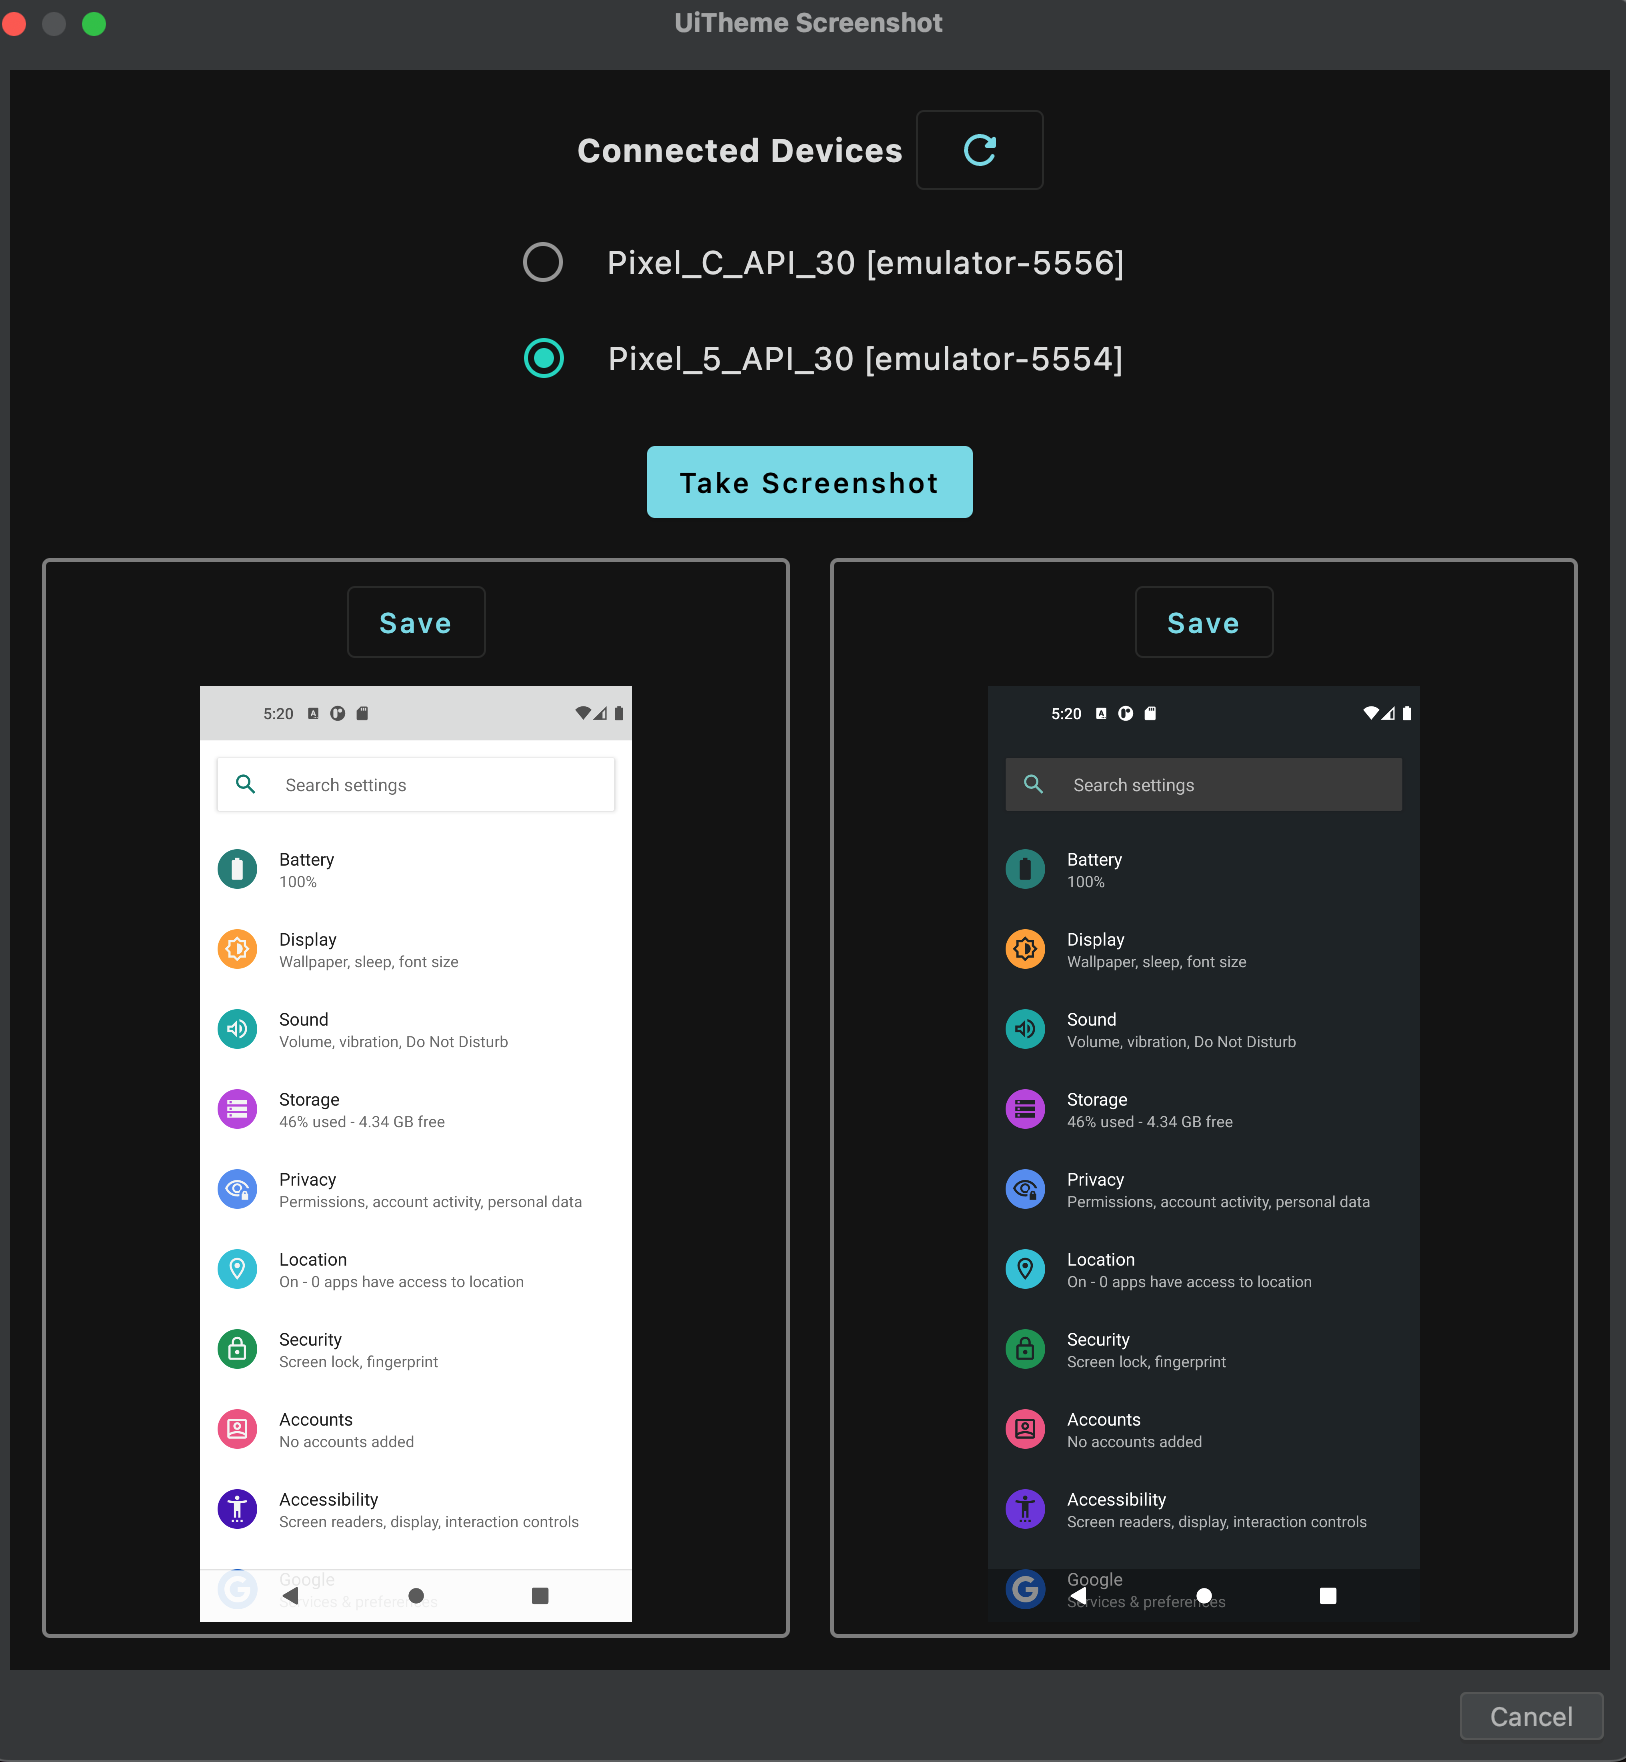 UiTheme Screenshot
Connected Devices
Pixel_C_API_30 [emulator-5556]
Pixel_5_API_30 [emulator-5554]
Take Screenshot
Save
5:20
Search settings
Battery
100%
Display
Wallpaper, sleep, font size
Sound
Volume, vibration, Do Not Disturb
Storage
46% used - 4.34 GB free
Privacy
Permissions, account activity, personal data
Location
On - 0 apps have access to location
Security
Screen lock, fingerprint
Accounts
No accounts added
Accessibility
Screen readers, display, interaction controls
Google
Services & preferences
Save
5:20
Search settings
Battery
100%
Display
Wallpaper, sleep, font size
Sound
Volume, vibration, Do Not Disturb
Storage
46% used - 4.34 GB free
Privacy
Permissions, account activity, personal data
Location
On - 0 apps have access to location
Security
Screen lock, fingerprint
Accounts
No accounts added
Accessibility
Screen readers, display, interaction controls
Google
Services & preferences
Cancel